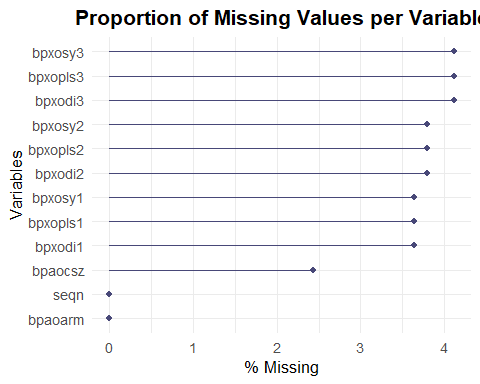 Proportion of Missing Values per Variable
bpxosy3
bpxopls3
bpxodi3
bpxosy2
bpxopls2
bpxodi2
bpxosy1
bpxopls1
bpxodi1
bpaocsz
seqn
bpaoarm
Variables
0 1 2 3 4
% Missing